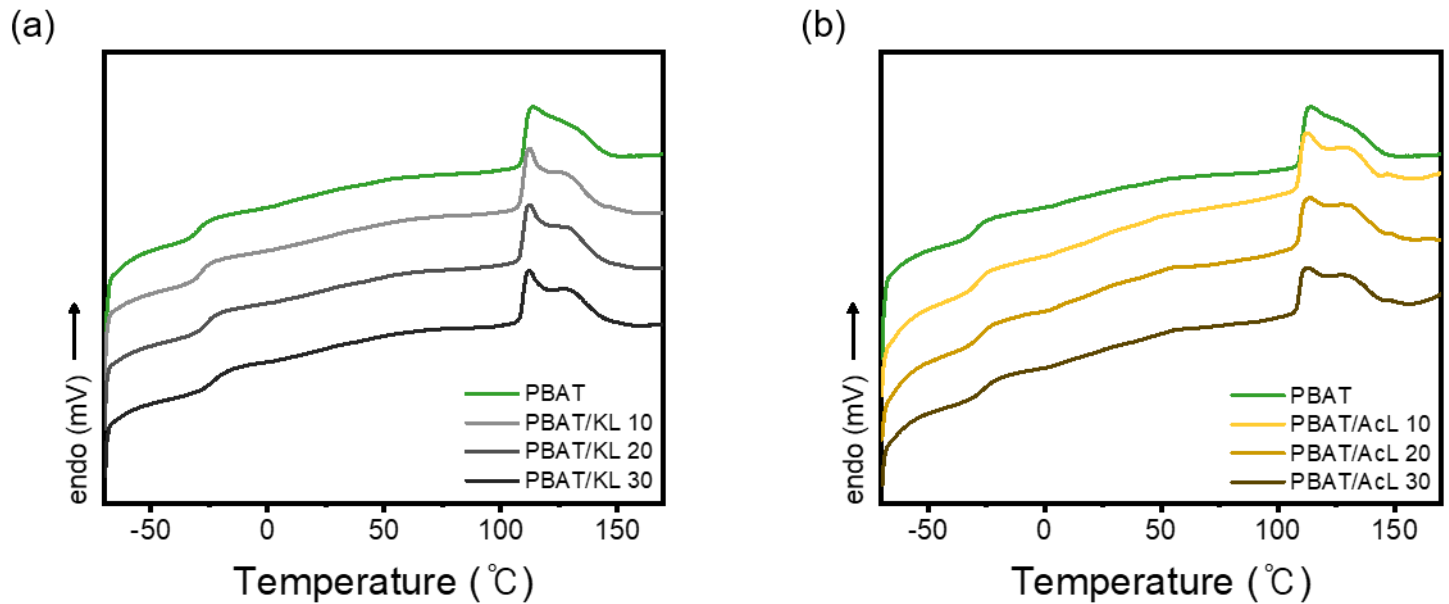 (a)
endo (mV)
PBAT
PBAT/KL 10
PBAT/KL 20
PBAT/KL 30
-50 0 50 100 150
Temperature (℃)
(b)
endo (mV)
PBAT
PBAT/AcL 10
PBAT/AcL 20
PBAT/AcL 30
-50 0 50 100 150
Temperature (℃)